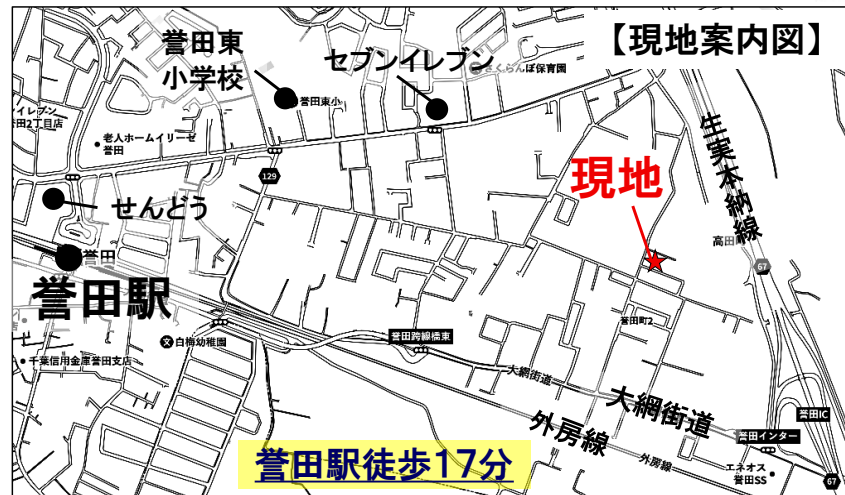 【現地案内図】
誉田東
小学校
セブンイレブン
さくらんぼ保育園
誉田東小
イレブン
誉田2丁目店
老人ホームイリーゼ
誉田
129
生実本納線
現地
せんどう
高田
67
誉田
誉田駅
誉田町2
白梅幼稚園
誉田跨線橋東
千葉信用金庫誉田支店
大網街道
大網街道
外房線
誉田IC
誉田インター
外房線
エネオス
誉田SS
67
誉田駅徒歩17分